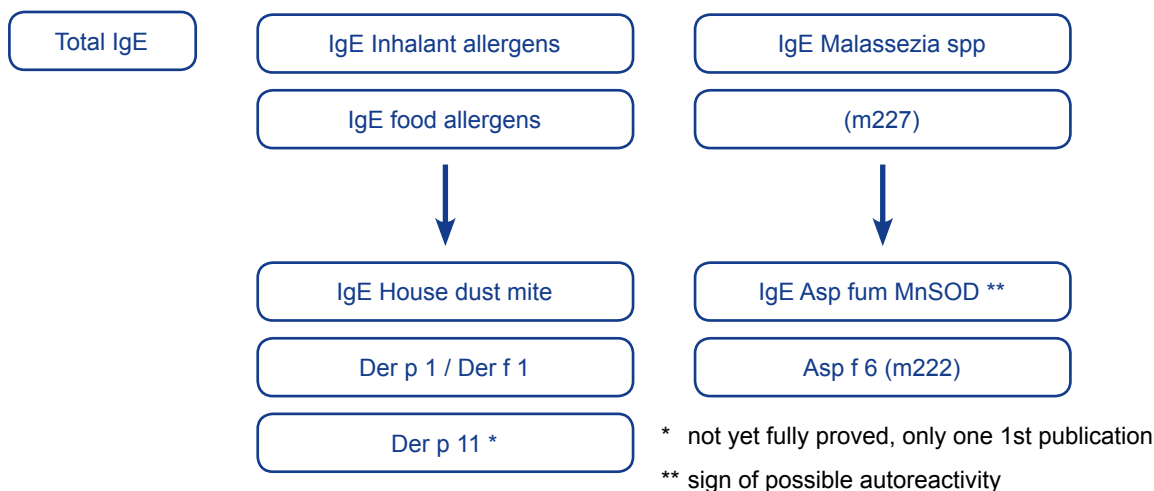 Total IgE
IgE Inhalant allergens
IgE food allergens
IgE House dust mite
Der p 1 / Der f 1
Der p 11 *
IgE Malassezia spp
(m227)
IgE Asp fum MnSOD **
Asp f 6 (m222)
* not yet fully proved, only one 1st publication
** sign of possible autoreactivity